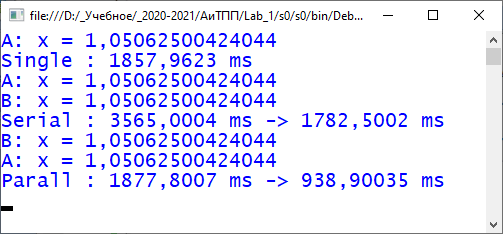 file:///D:/_Учебное/_2020-2021/АиТПП/Lab_1/s0/s0/bin/Deb...
A: x = 1,05062500424044
Single : 1857,9623 ms
A: x = 1,05062500424044
B: x = 1,05062500424044
Serial : 3565,0004 ms -> 1782,5002 ms
B: x = 1,05062500424044
A: x = 1,05062500424044
Parall : 1877,8007 ms -> 938,90035 ms